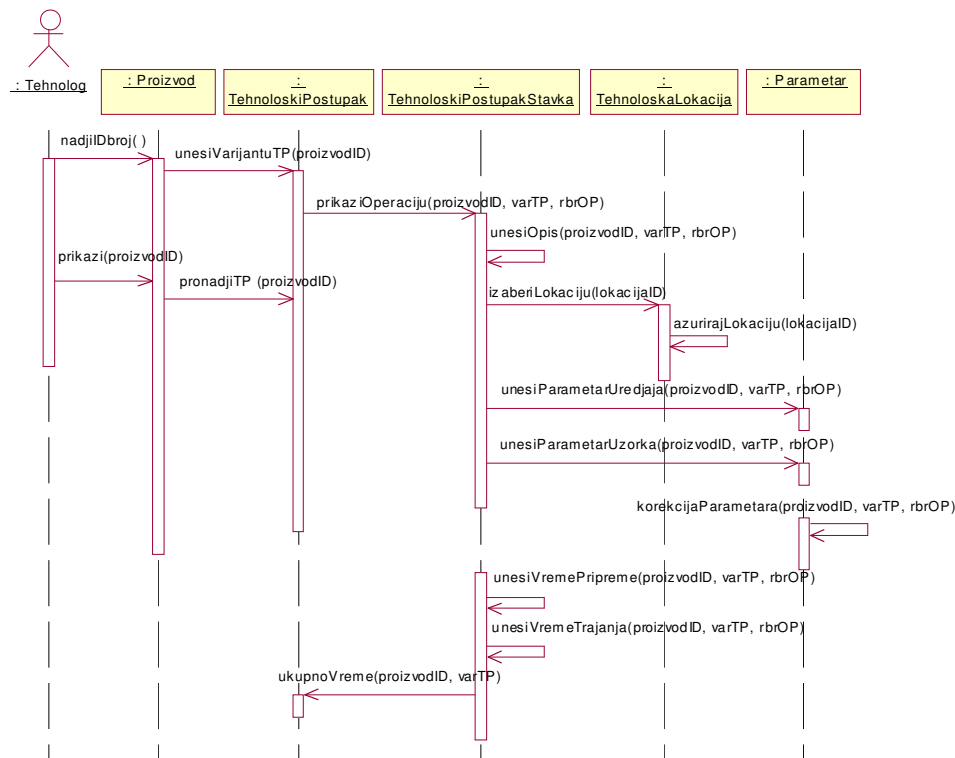 : Tehnolog
: Proizvod
:
TehnoloskiPostupak
:
TehnoloskiPostupakStavka
:
TehnoloskaLokacija
: Parametar
nadjiIDbroj( )
unesiVarijantuTP(proizvodID)
prikaziOperaciju(proizvodID, varTP, rbrOP)
unesiOpis(proizvodID, varTP, rbrOP)
prikazi(proizvodID)
pronadjiTP (proizvodID)
izaberiLokaciju(lokacijaID)
azurirajLokaciju(lokacijaID)
unesiParametarUredjaja(proizvodID, varTP, rbrOP)
unesiParametarUzorka(proizvodID, varTP, rbrOP)
korekcijaParametara(proizvodID, varTP, rbrOP)
unesiVremePripreme(proizvodID, varTP, rbrOP)
unesiVremeTrajanja(proizvodID, varTP, rbrOP)
ukupnoVreme(proizvodID, varTP)